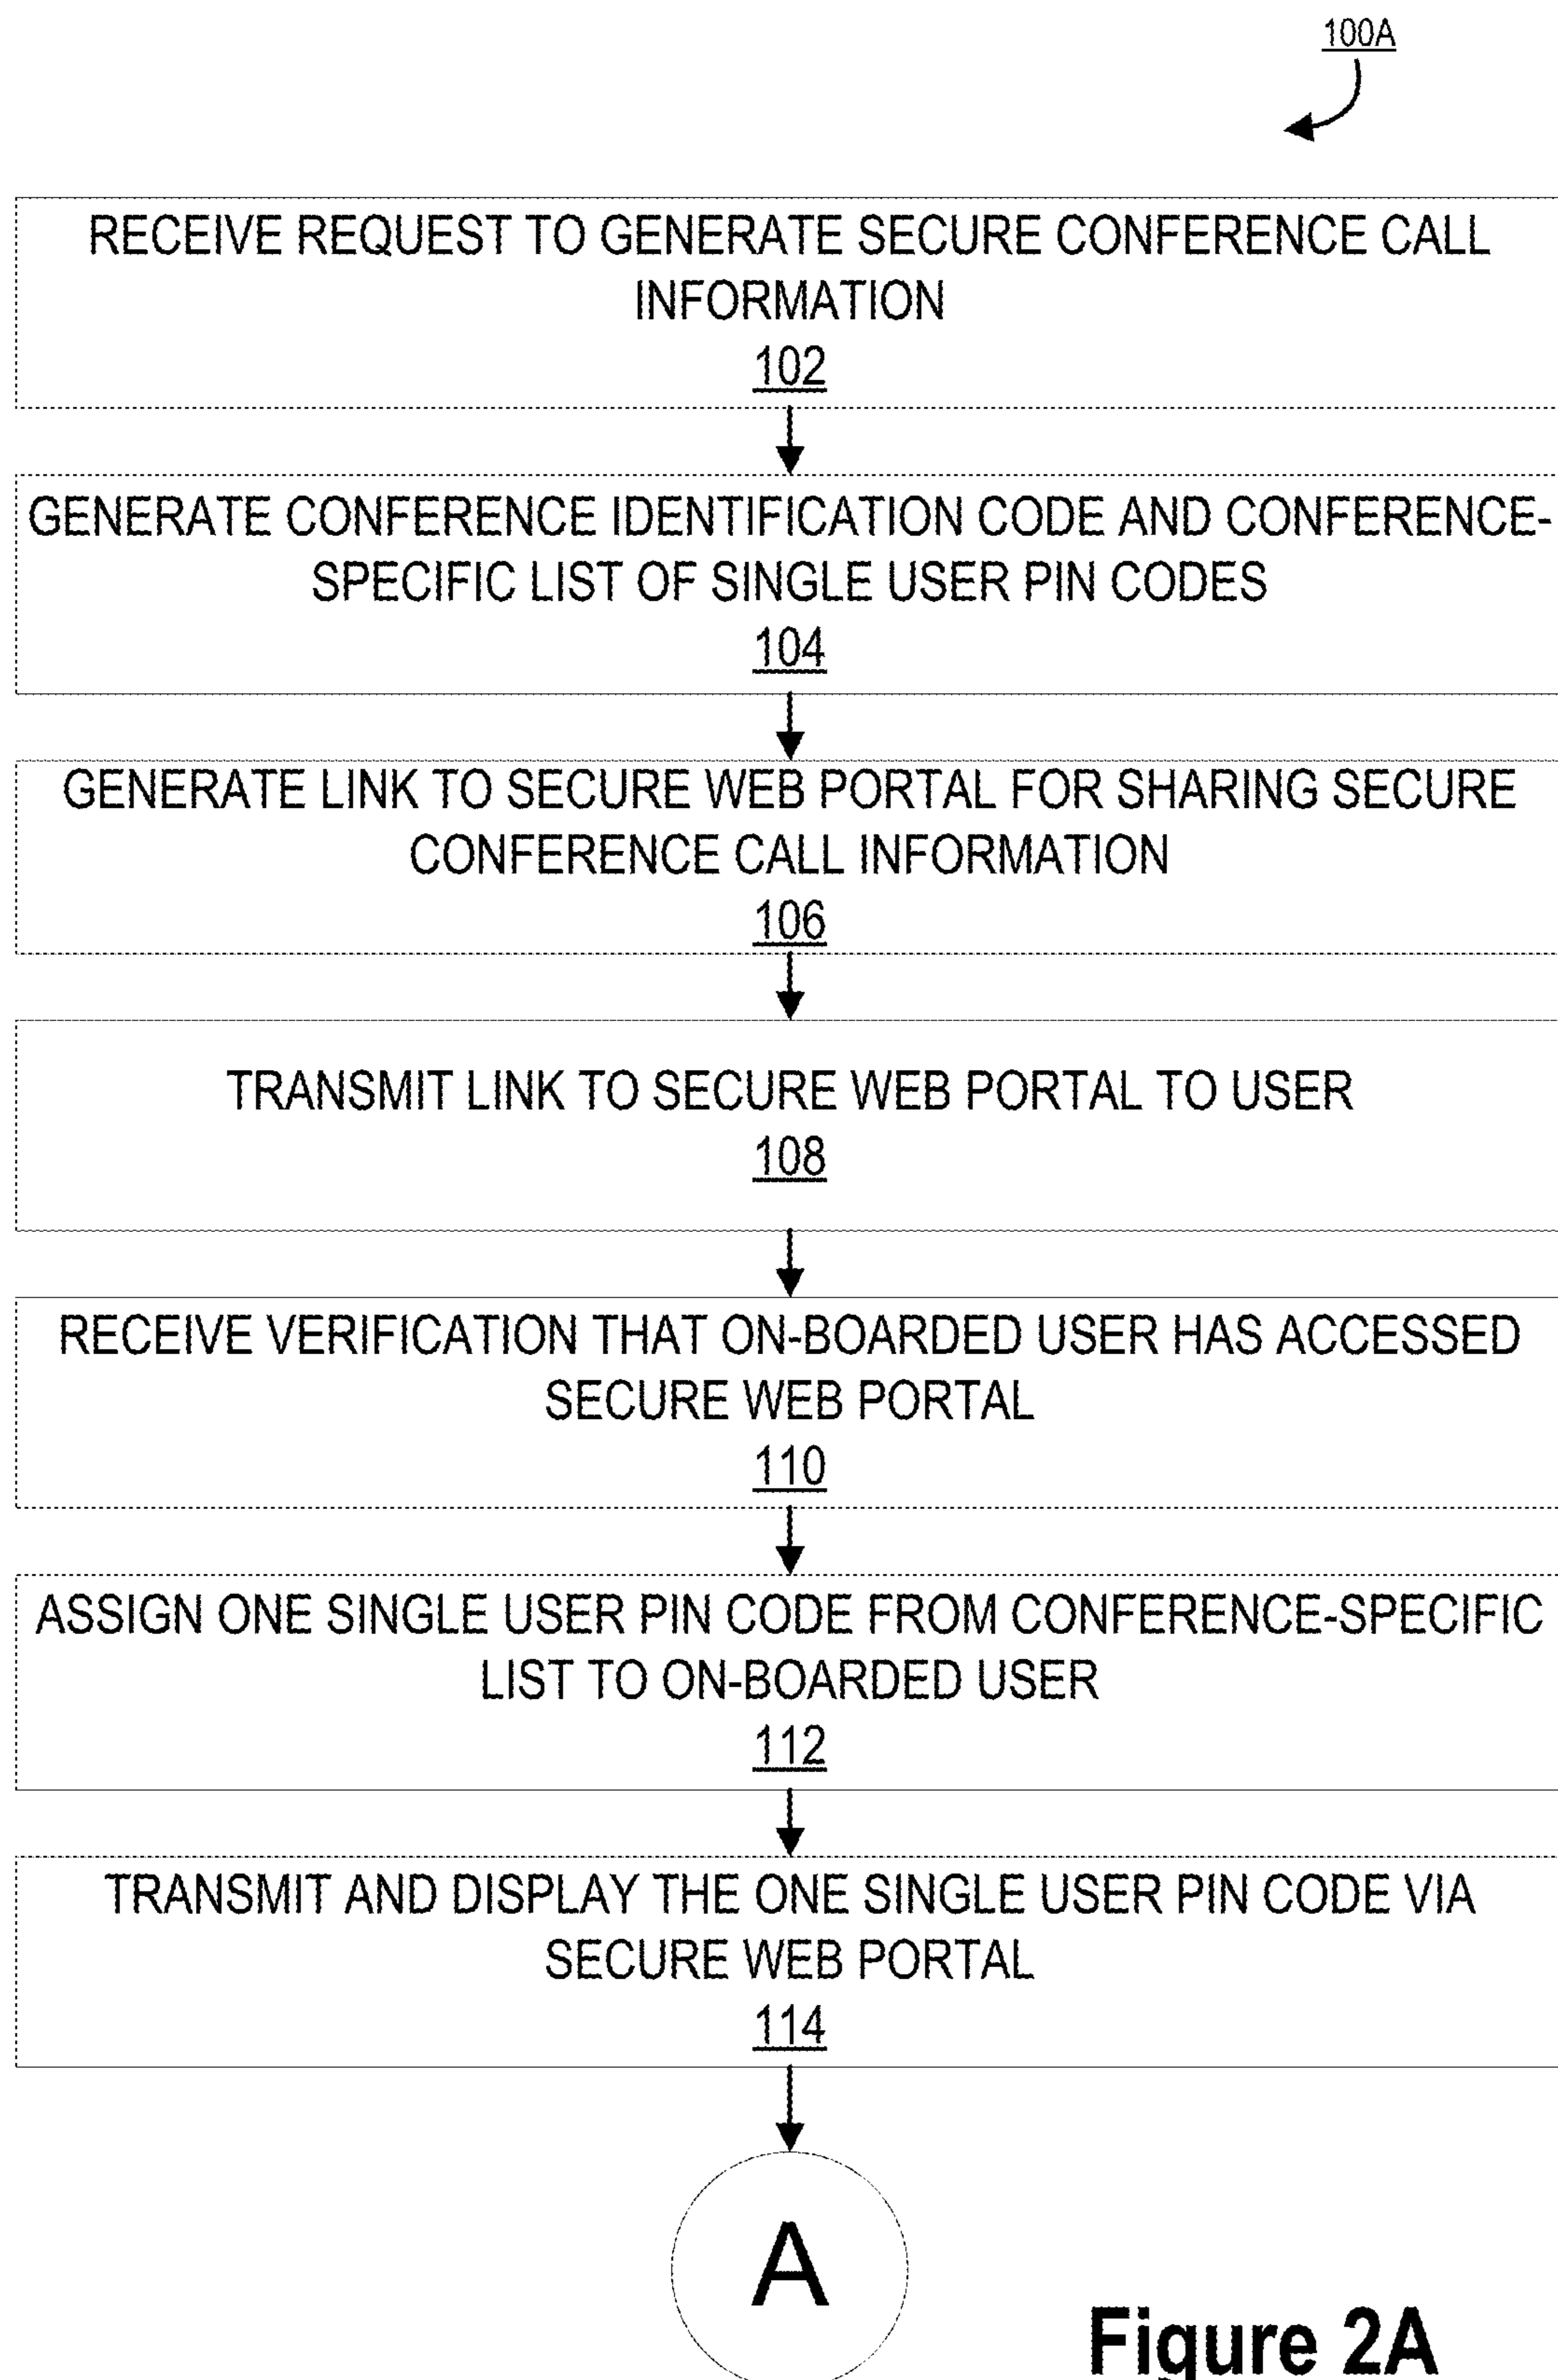 100A
RECEIVE REQUEST TO GENERATE SECURE CONFERENCE CALL
INFORMATION
102
GENERATE CONFERENCE IDENTIFICATION CODE AND CONFERENCE-
SPECIFIC LIST OF SINGLE USER PIN CODES
104
GENERATE LINK TO SECURE WEB PORTAL FOR SHARING SECURE
CONFERENCE CALL INFORMATION
106
TRANSMIT LINK TO SECURE WEB PORTAL TO USER
108
RECEIVE VERIFICATION THAT ON-BOARDED USER HAS ACCESSED
SECURE WEB PORTAL
110
ASSIGN ONE SINGLE USER PIN CODE FROM CONFERENCE-SPECIFIC
LIST TO ON-BOARDED USER
112
TRANSMIT AND DISPLAY THE ONE SINGLE USER PIN CODE VIA
SECURE WEB PORTAL
114
A
Figure 2A